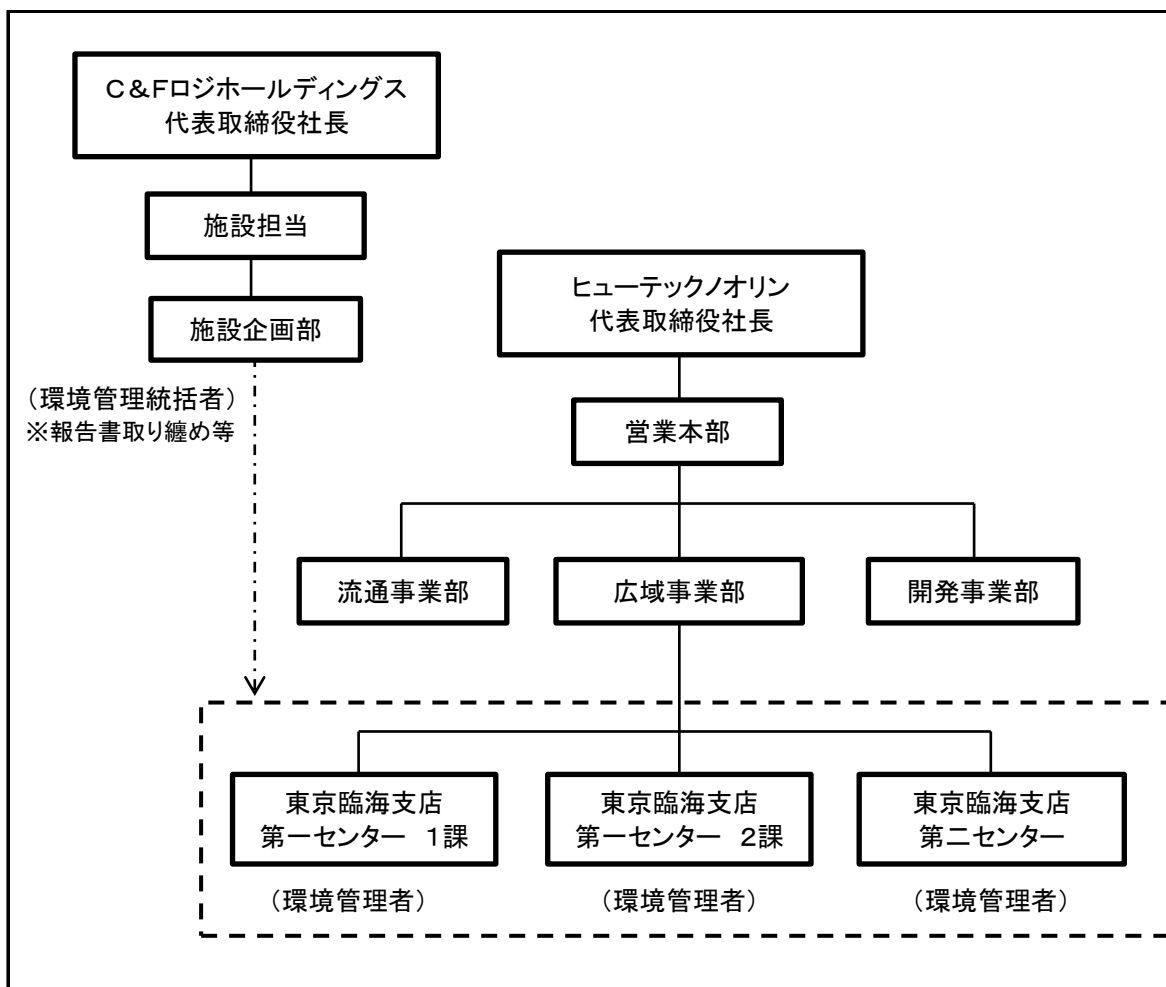 C&Fロジホールディングス
代表取締役社長
施設担当
施設企画部
（環境管理統括者）
※報告書取り纏め等
ヒューテックノオリン
代表取締役社長
営業本部
流通事業部
広域事業部
開発事業部
東京臨海支店
第一センター　1課
（環境管理者）
東京臨海支店
第一センター　2課
（環境管理者）
東京臨海支店
第二センター
（環境管理者）